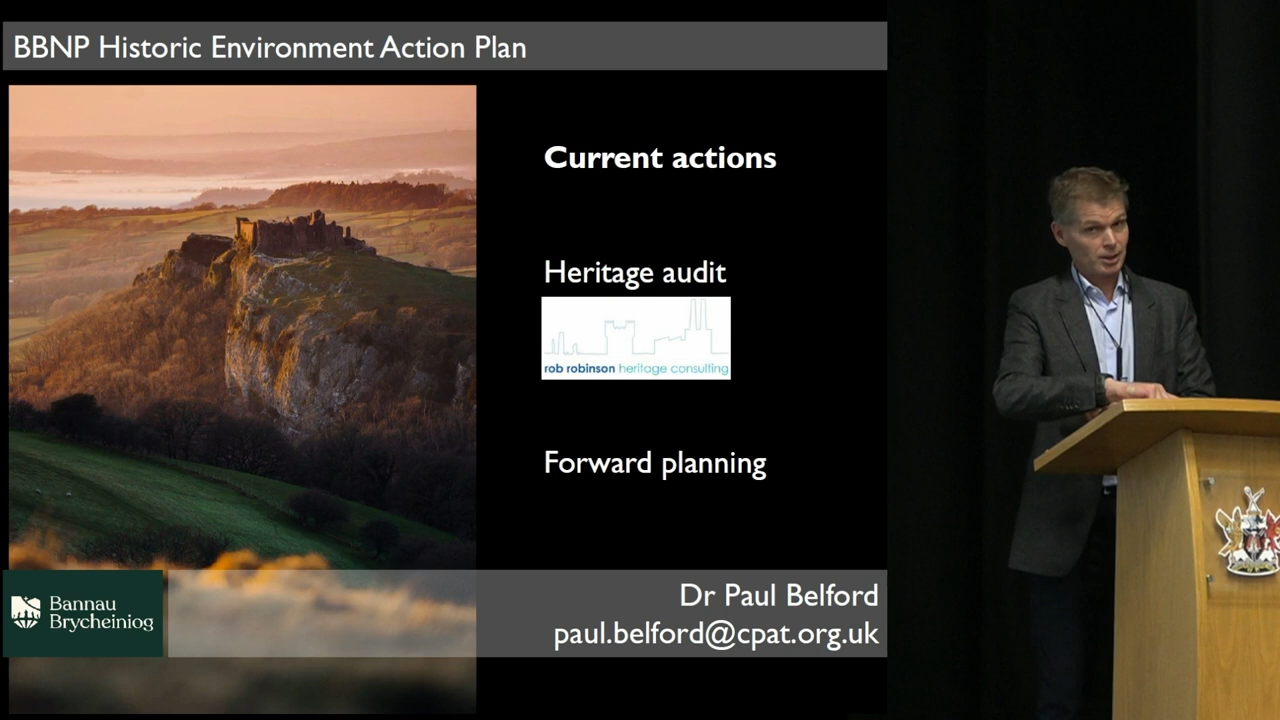 BBNP Historic Environment Action Plan
Current actions
Heritage audit
rob robinson heritage consulting
Forward planning
Bannau
Brycheiniog
Dr Paul Belford
paul.belford@cpat.org.uk